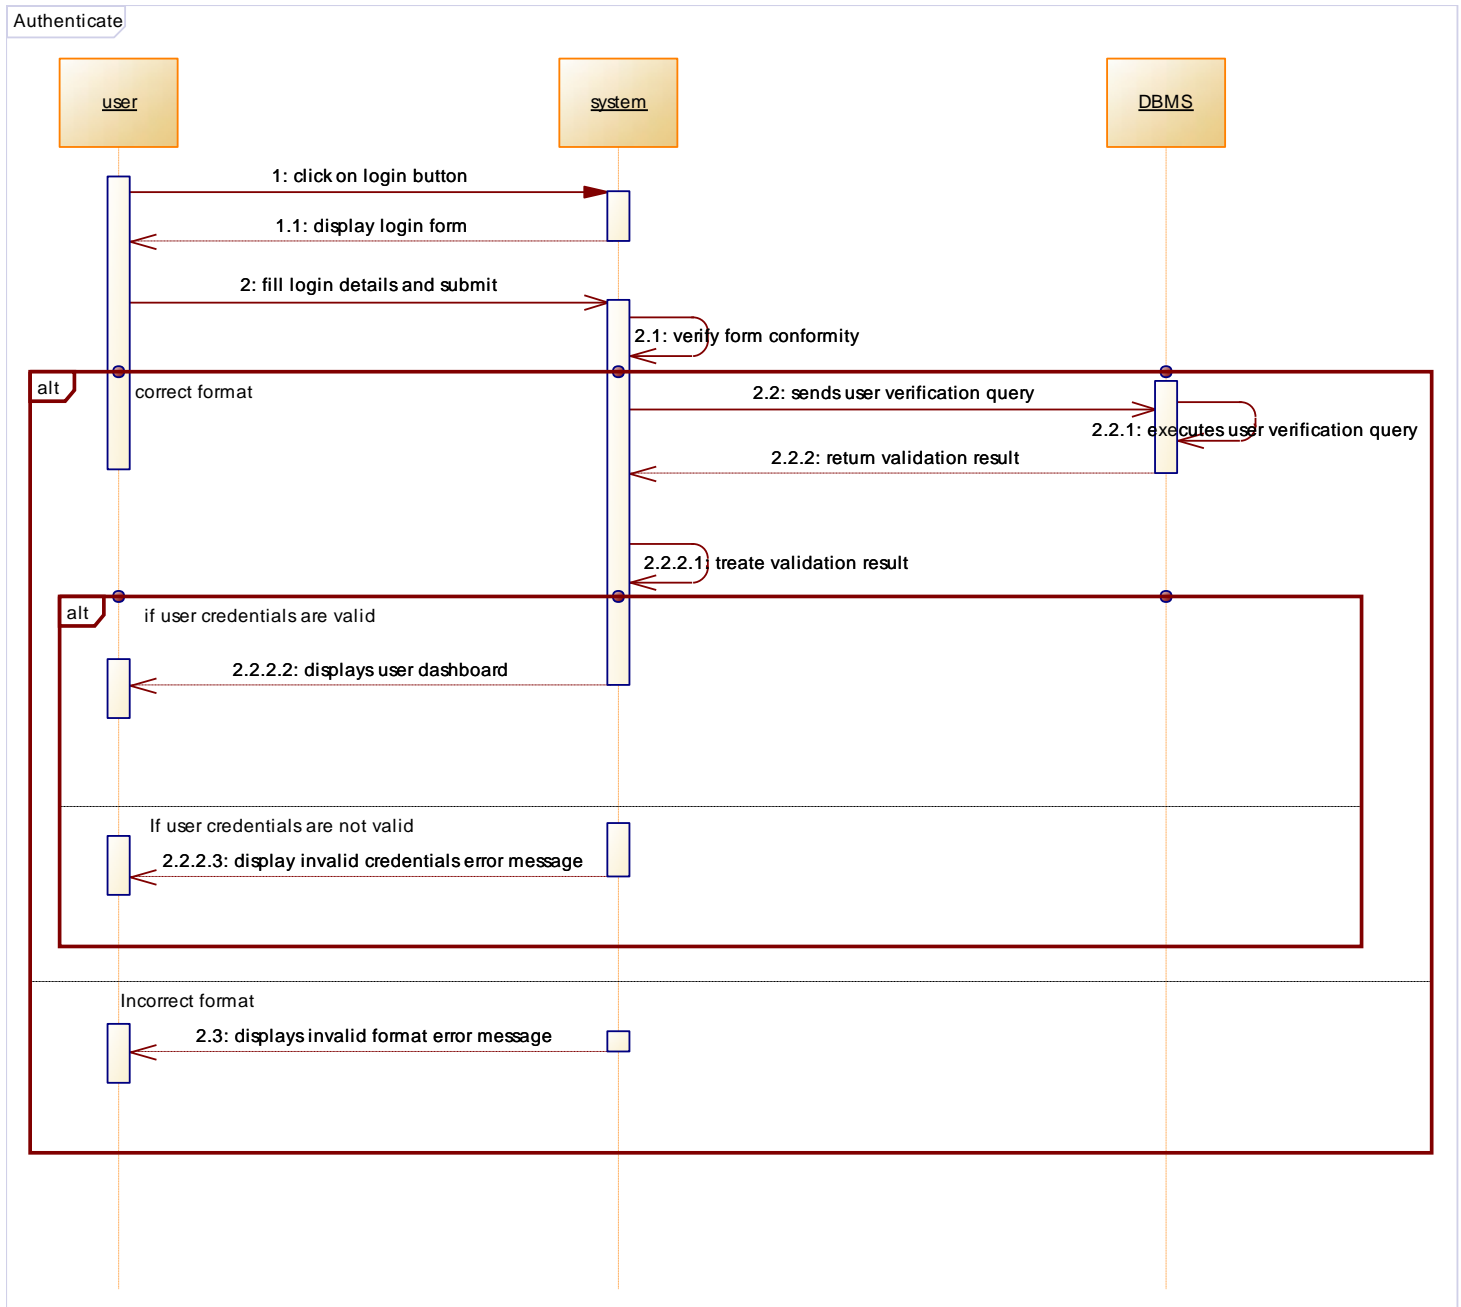 Authenticate
user
system
DBMS
1: click on login button
1.1: display login form
2: fill login details and submit
2.1: verify form conformity
alt
correct format
2.2: sends user verification query
2.2.1: executes user verification query
2.2.2: return validation result
2.2.2.1: treate validation result
alt
if user credentials are valid
2.2.2.2: displays user dashboard
If user credentials are not valid
2.2.2.3: display invalid credentials error message
Incorrect format
2.3: displays invalid format error message